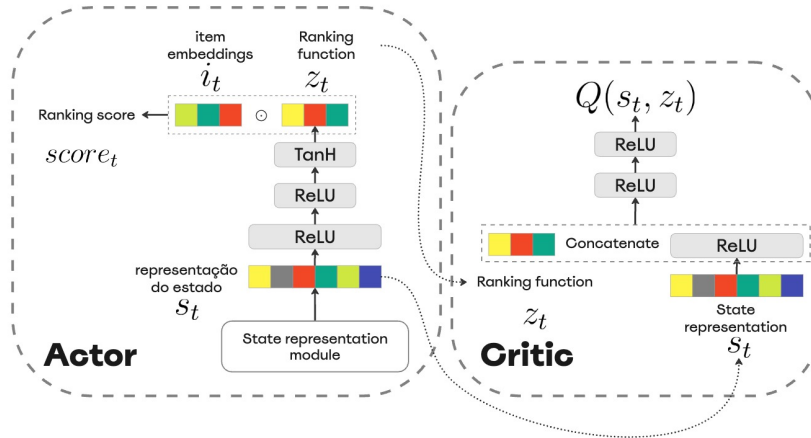 item
embeddings
i_t
Ranking
function
z_t
Ranking score
score_t
⊙
TanH
ReLU
ReLU
representação
do estado
s_t
State representation
module
Actor
Q(s_t, z_t)
ReLU
ReLU
Concatenate
ReLU
Ranking function
z_t
State
representation
s_t
Critic